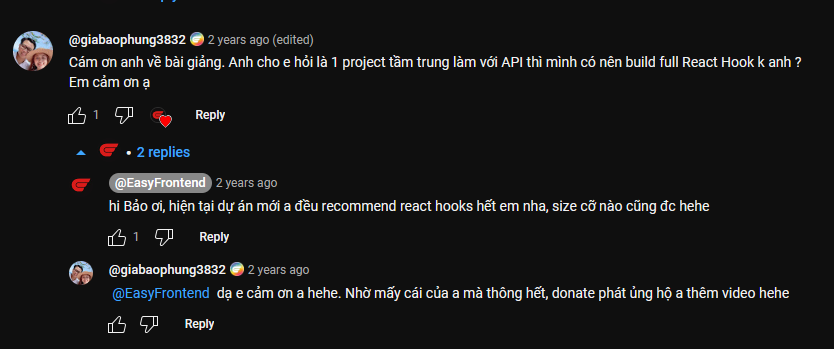 @giabaophung3832 2 years ago (edited)
Cám ơn anh về bài giảng. Anh cho e hỏi là 1 project tầm trung làm với API thì mình có nên build full React Hook k anh ?
Em cảm ơn ạ
1 Reply
• 2 replies
@EasyFrontend 2 years ago
hi Bảo ơi, hiện tại dự án mới a đều recommend react hooks hết em nha, size cỡ nào cũng đc hehe
1 Reply
@giabaophung3832 2 years ago
@EasyFrontend dạ e cảm ơn a hehe. Nhờ mấy cái của a mà thông hết, donate phát ủng hộ a thêm video hehe
Reply